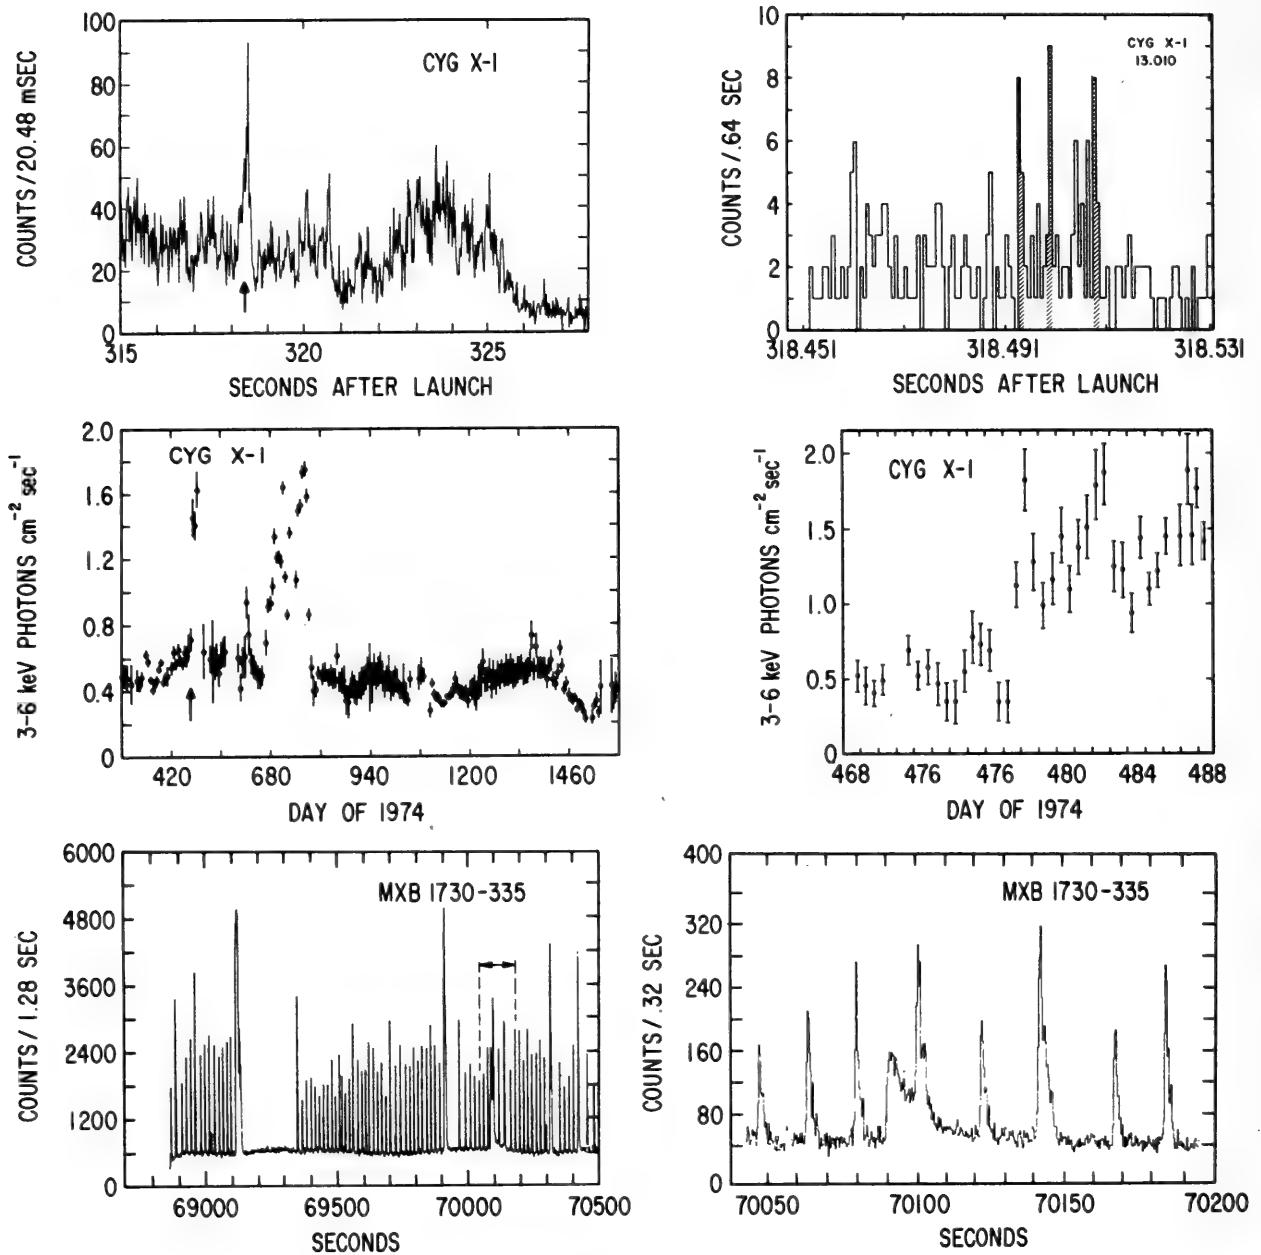 100
80
60
40
20
0
COUNTS/20.48 mSEC
CYG X-1
315 320 325
SECONDS AFTER LAUNCH
10
8
6
4
2
0
COUNTS/.64 SEC
CYG X-1
13.010
318.451 318.491 318.531
SECONDS AFTER LAUNCH
2.0
1.6
1.2
0.8
0.4
0
3-6 keV PHOTONS cm⁻² sec⁻¹
CYG X-1
420 680 940 1200 1460
DAY OF 1974
2.0
1.5
1.0
0.5
0
3-6 keV PHOTONS cm⁻² sec⁻¹
CYG X-1
468 476 476 480 484 488
DAY OF 1974
6000
4800
3600
2400
1200
0
COUNTS/1.28 SEC
MXB 1730-335
69000 69500 70000 70500
SECONDS
400
320
240
160
80
0
COUNTS/.32 SEC
MXB 1730-335
70050 70100 70150 70200
SECONDS